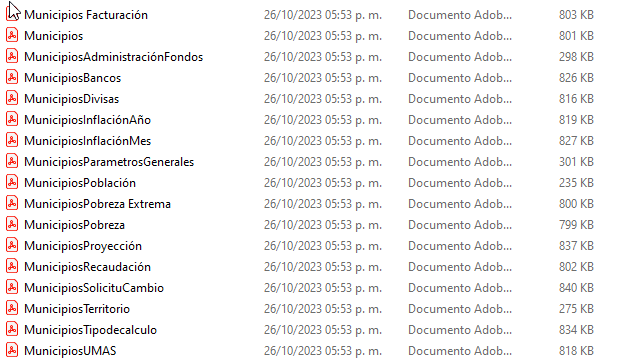 Municipios Facturación 26/10/2023 05:53 p. m. Documento Adob... 803 KB
Municipios 26/10/2023 05:53 p. m. Documento Adob... 801 KB
MunicipiosAdministraciónFondos 26/10/2023 05:53 p. m. Documento Adob... 298 KB
MunicipiosBancos 26/10/2023 05:53 p. m. Documento Adob... 826 KB
MunicipiosDivisas 26/10/2023 05:53 p. m. Documento Adob... 816 KB
MunicipiosInflaciónAño 26/10/2023 05:53 p. m. Documento Adob... 819 KB
MunicipiosInflaciónMes 26/10/2023 05:53 p. m. Documento Adob... 827 KB
MunicipiosParametrosGenerales 26/10/2023 05:53 p. m. Documento Adob... 301 KB
MunicipiosPoblación 26/10/2023 05:53 p. m. Documento Adob... 235 KB
MunicipiosPobreza Extrema 26/10/2023 05:53 p. m. Documento Adob... 800 KB
MunicipiosPobreza 26/10/2023 05:53 p. m. Documento Adob... 799 KB
MunicipiosProyección 26/10/2023 05:53 p. m. Documento Adob... 837 KB
MunicipiosRecaudación 26/10/2023 05:53 p. m. Documento Adob... 802 KB
MunicipiosSolicituCambio 26/10/2023 05:53 p. m. Documento Adob... 840 KB
MunicipiosTerritorio 26/10/2023 05:53 p. m. Documento Adob... 275 KB
MunicipiosTipodecalculo 26/10/2023 05:53 p. m. Documento Adob... 834 KB
MunicipiosUMAS 26/10/2023 05:53 p. m. Documento Adob... 818 KB